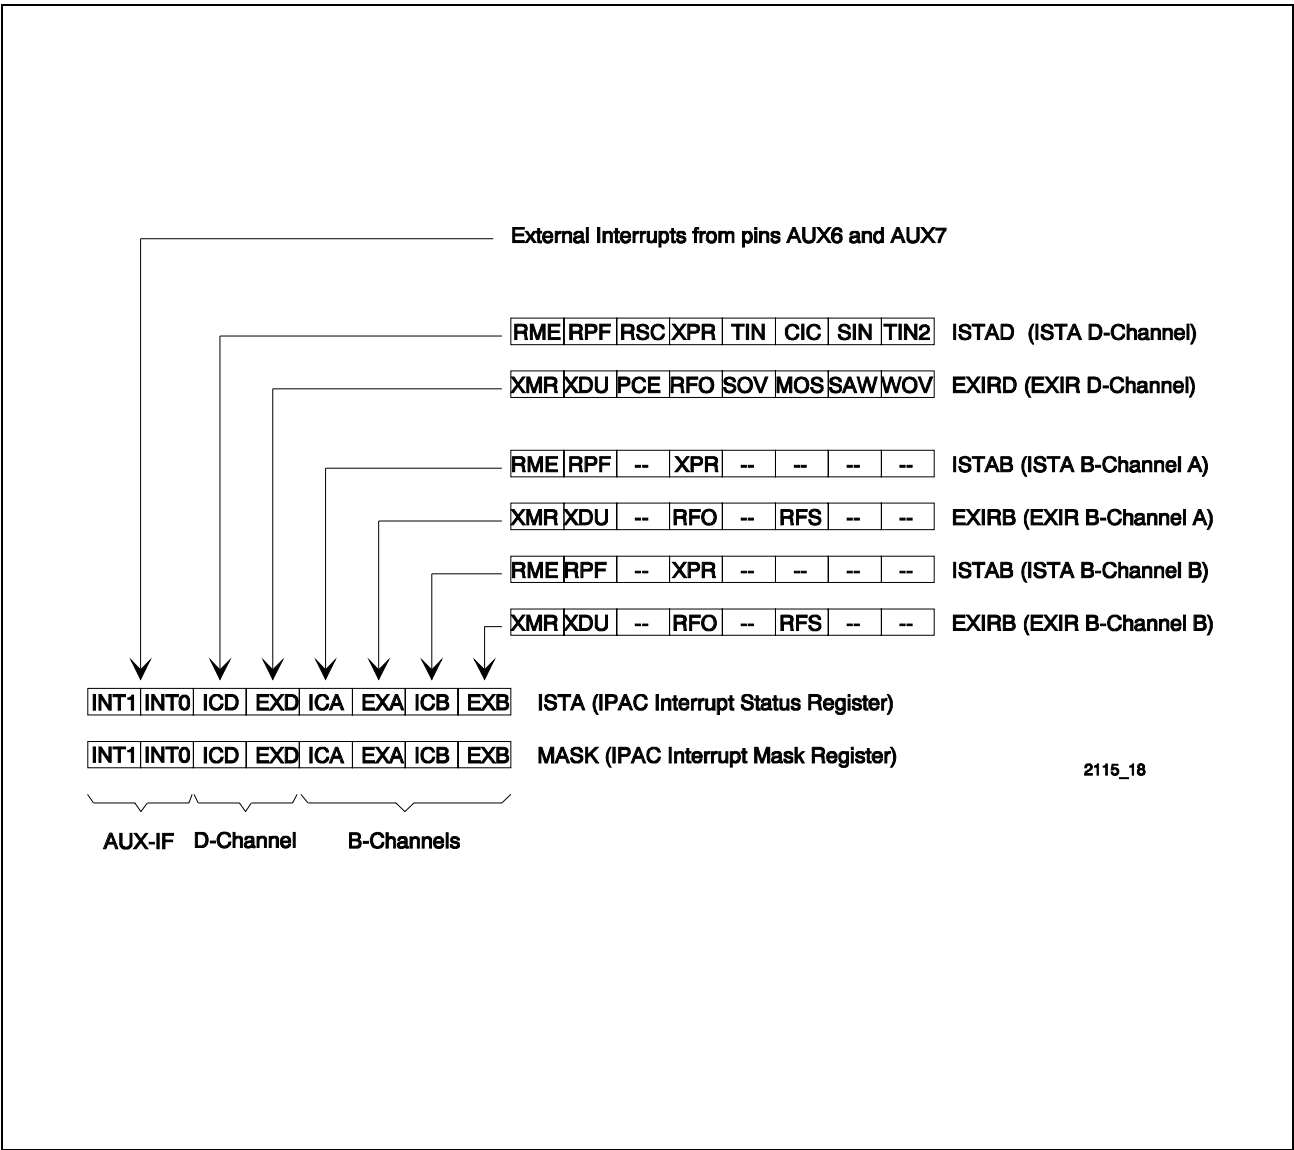 External Interrupts from pins AUX6 and AUX7
RME RPF RSC XPR TIN CIC SIN TIN2 ISTAD (ISTA D-Channel)
XMR XDU PCE RFO SOV MOS SAW WOV EXIRD (EXIR D-Channel)
RME RPF -- XPR -- -- -- -- ISTAB (ISTA B-Channel A)
XMR XDU -- RFO -- RFS -- -- EXIRB (EXIR B-Channel A)
RME RPF -- XPR -- -- -- -- ISTAB (ISTA B-Channel B)
XMR XDU -- RFO -- RFS -- -- EXIRB (EXIR B-Channel B)
INT1 INT0 ICD EXD ICA EXA ICB EXB ISTA (IPAC Interrupt Status Register)
INT1 INT0 ICD EXD ICA EXA ICB EXB MASK (IPAC Interrupt Mask Register)
2115_18
AUX-IF D-Channel B-Channels